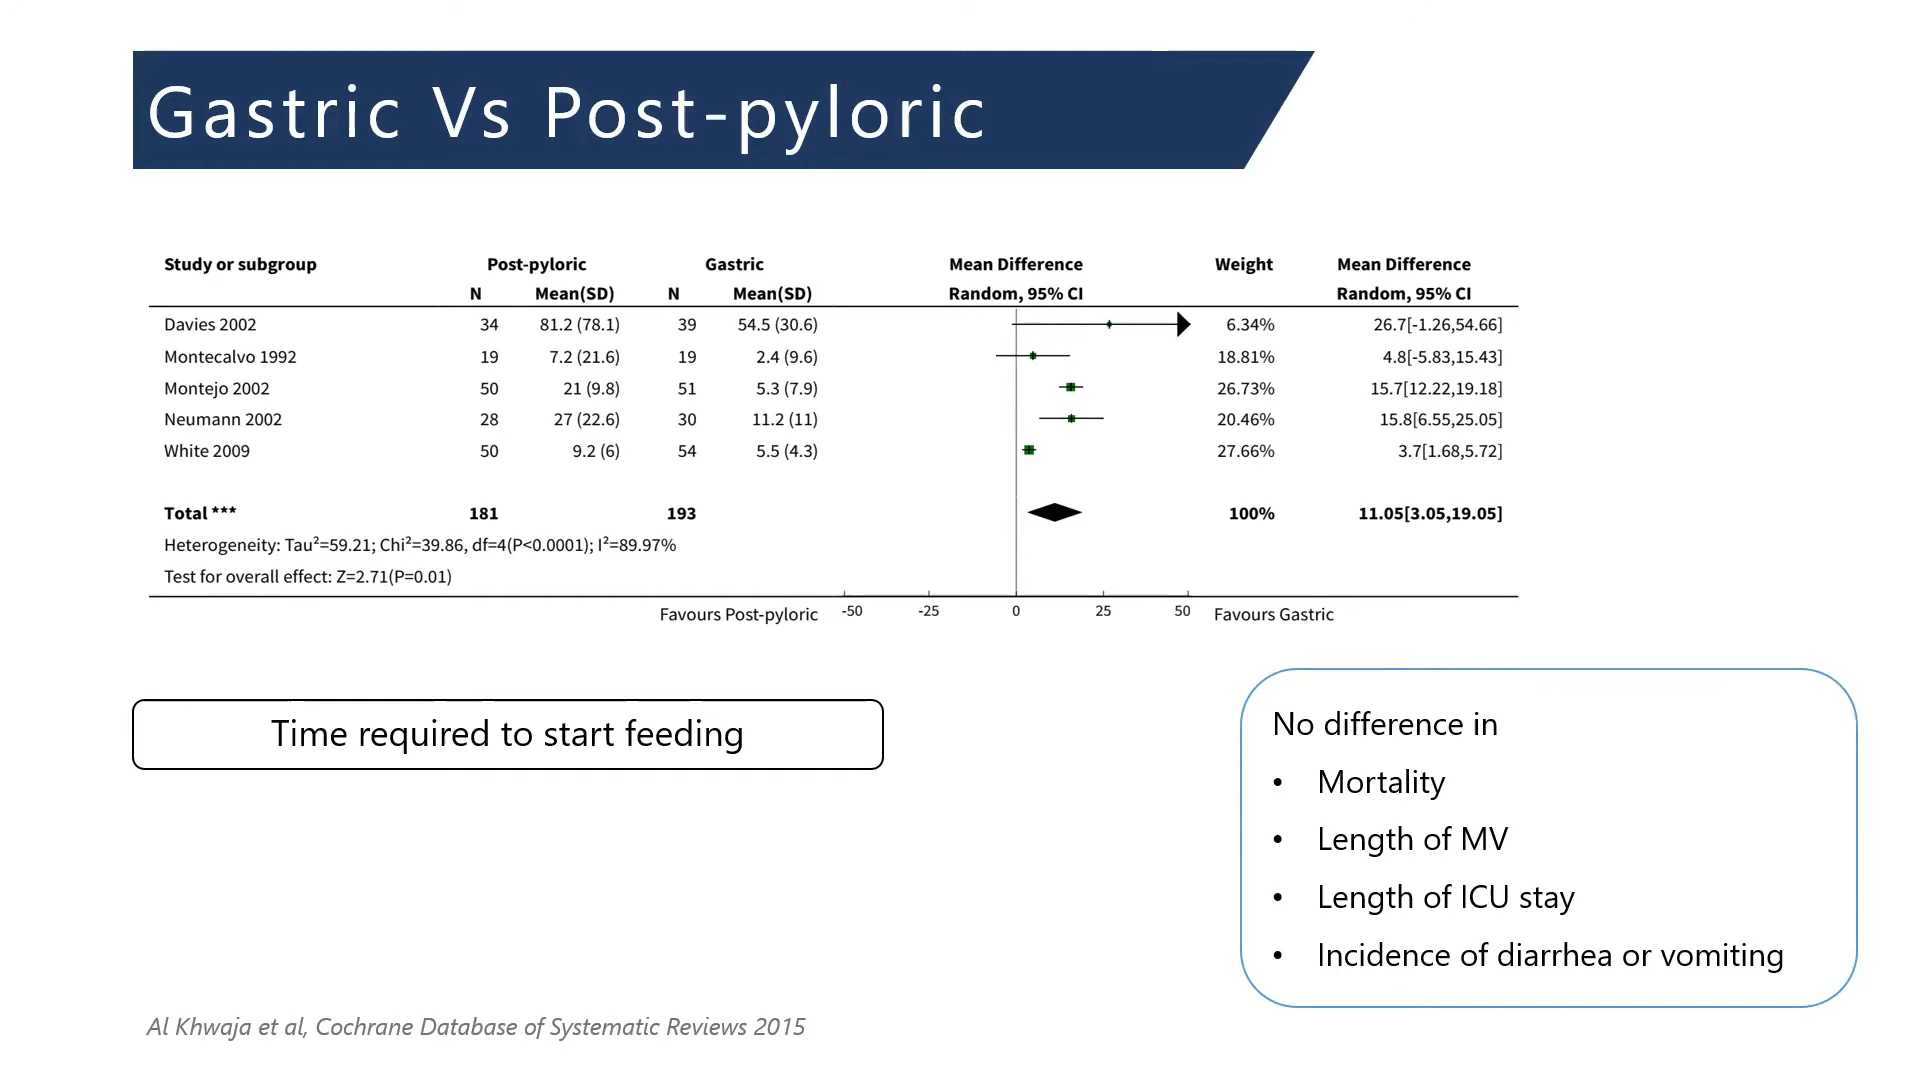 Gastric Vs Post-pyloric
Study or subgroup Post-pyloric Gastric Mean Difference Weight Mean Difference
N Mean(SD) N Mean(SD) Random, 95% CI Random, 95% CI
Davies 2002 34 81.2 (78.1) 39 54.5 (30.6) 6.34% 26.7[-1.26,54.66]
Montecalvo 1992 19 7.2 (21.6) 19 2.4 (9.6) 18.81% 4.8[-5.83,15.43]
Montejo 2002 50 21 (9.8) 51 5.3 (7.9) 26.73% 15.7[12.22,19.18]
Neumann 2002 28 27 (22.6) 30 11.2 (11) 20.46% 15.8[6.55,25.05]
White 2009 50 9.2 (6) 54 5.5 (4.3) 27.66% 3.7[1.68,5.72]
Total *** 181 193 100% 11.05[3.05,19.05]
Heterogeneity: Tau²=59.21; Chi²=39.86, df=4(P<0.0001); I²=89.97%
Test for overall effect: Z=2.71(P=0.01)
Favours Post-pyloric -50 -25 0 25 50 Favours Gastric
Time required to start feeding
No difference in
• Mortality
• Length of MV
• Length of ICU stay
• Incidence of diarrhea or vomiting
Al Khwaja et al, Cochrane Database of Systematic Reviews 2015